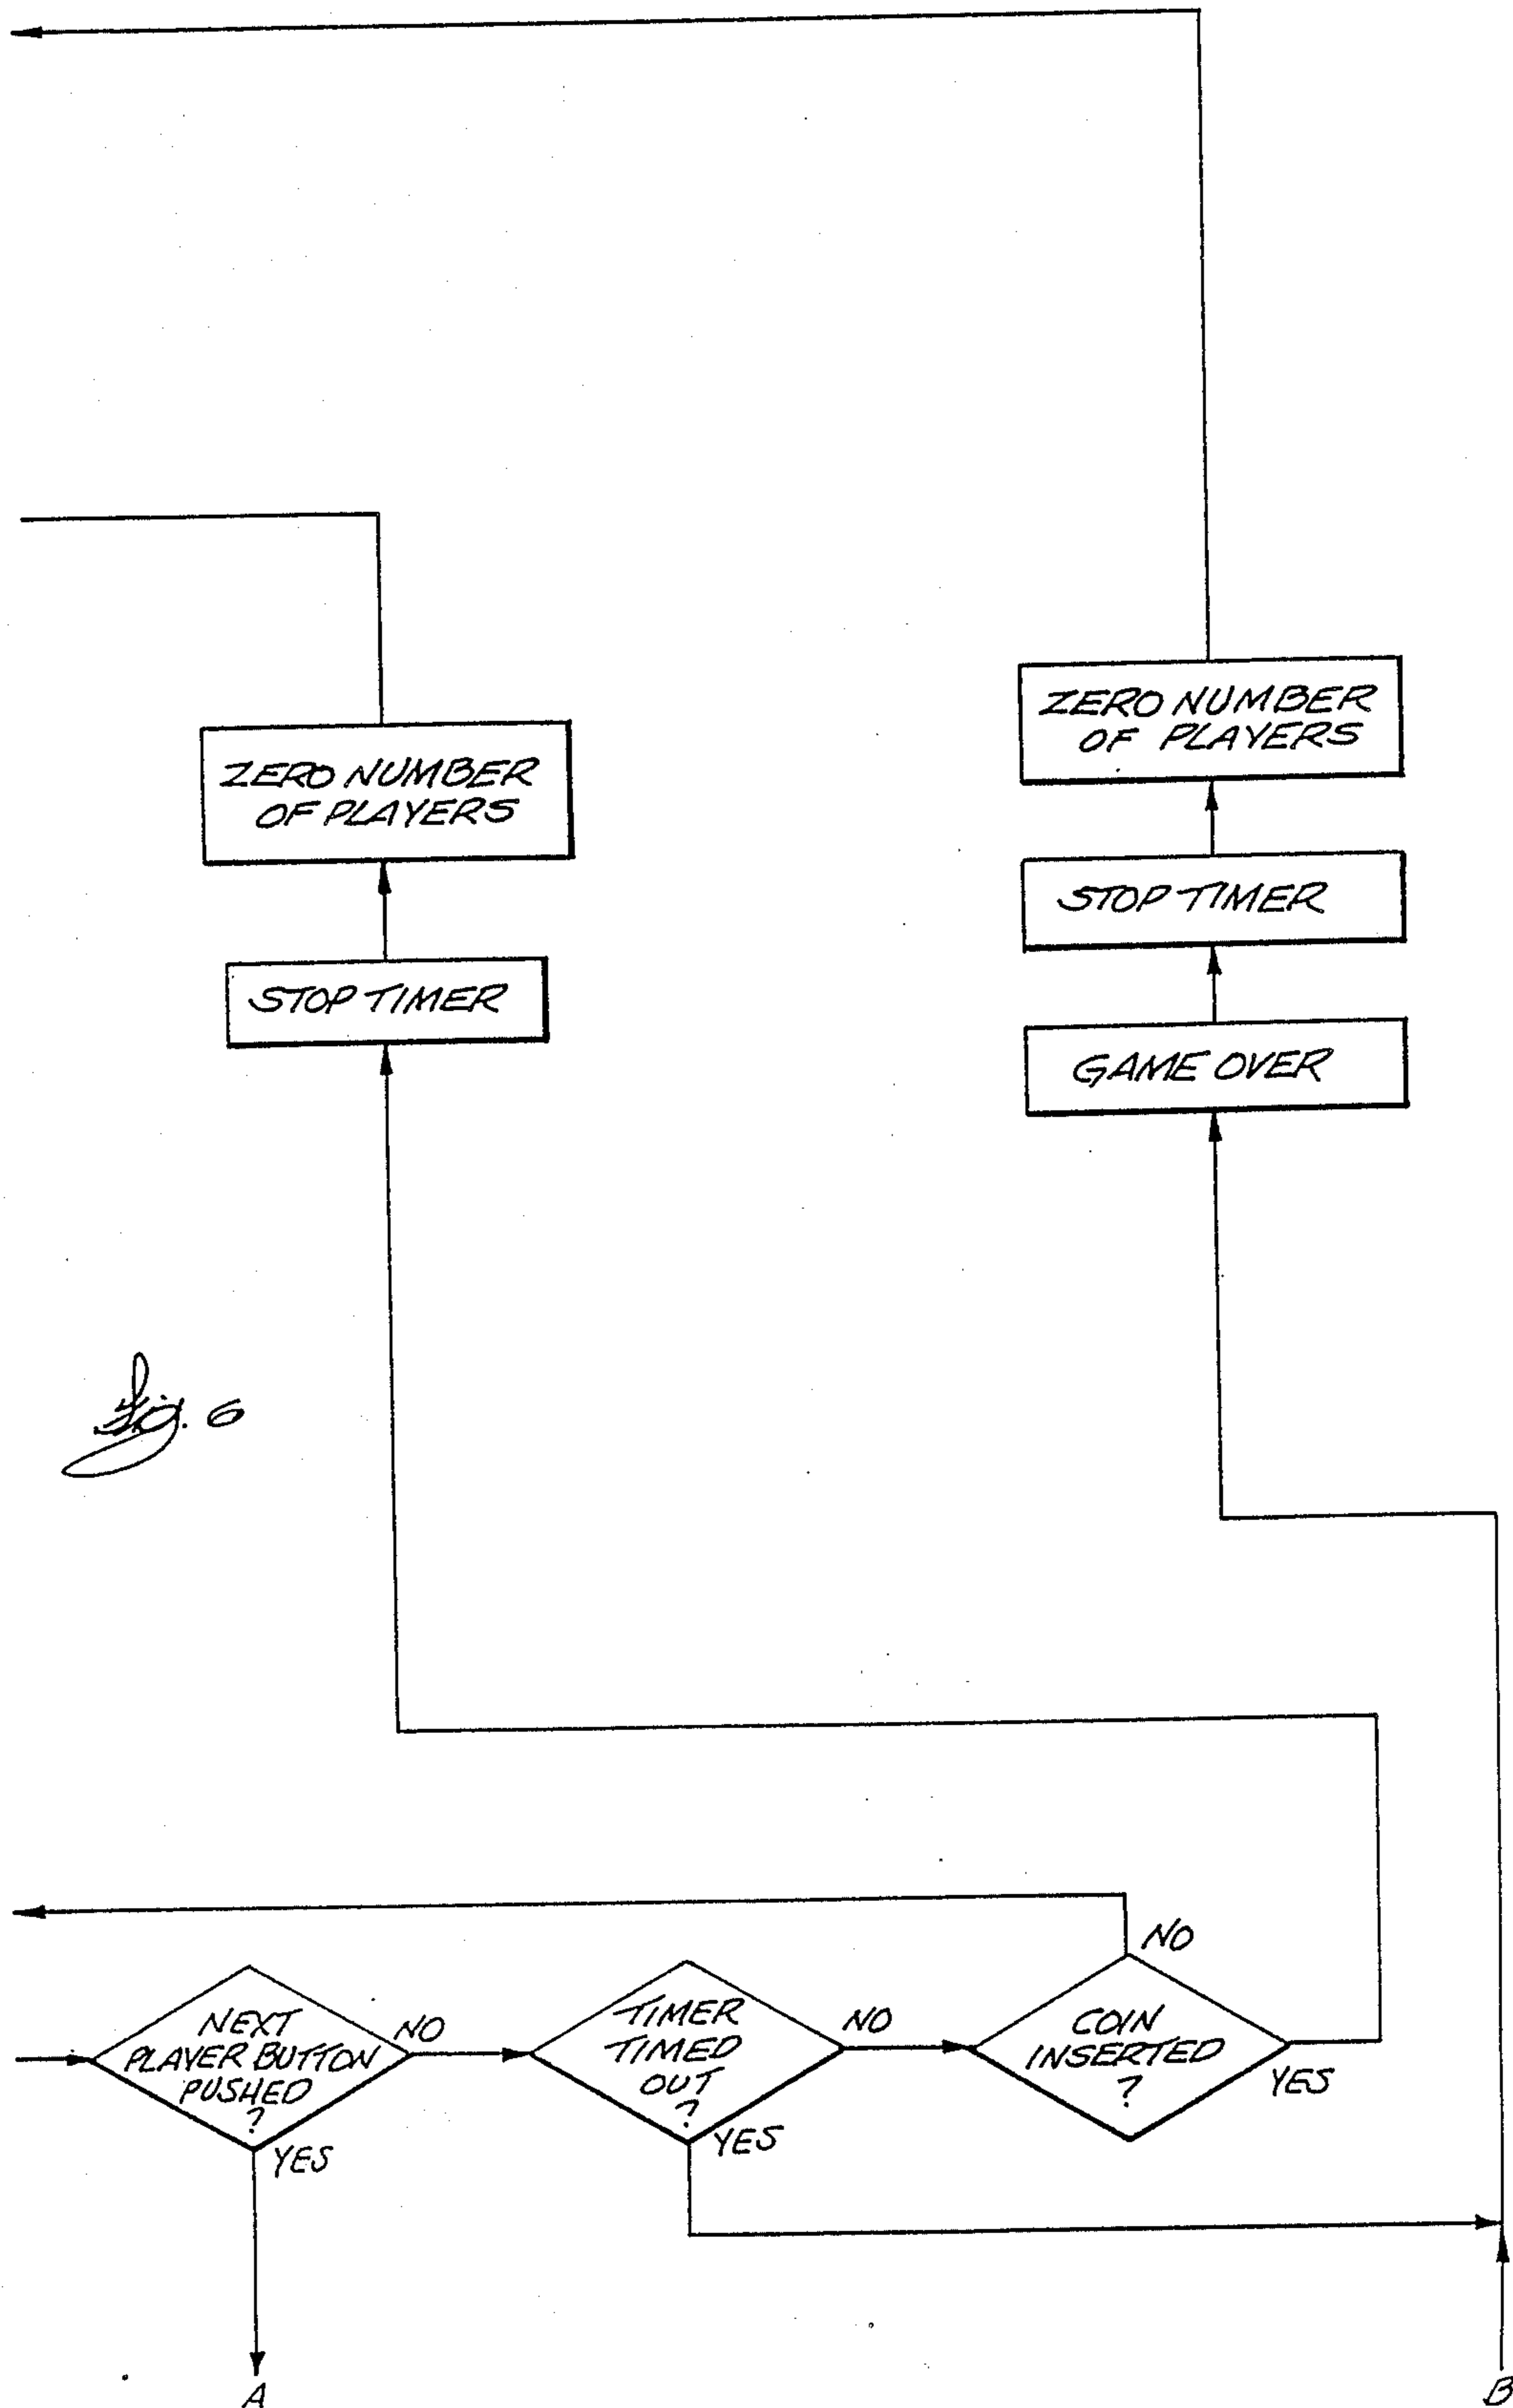 ZERO NUMBER
OF PLAYERS
STOP TIMER
ZERO NUMBER
OF PLAYERS
STOP TIMER
GAME OVER
Fig. 6
NEXT
PLAYER BUTTON
PUSHED
?
NO
YES
TIMER
TIMED
OUT
?
NO
YES
COIN
INSERTED
?
NO
YES
A
B